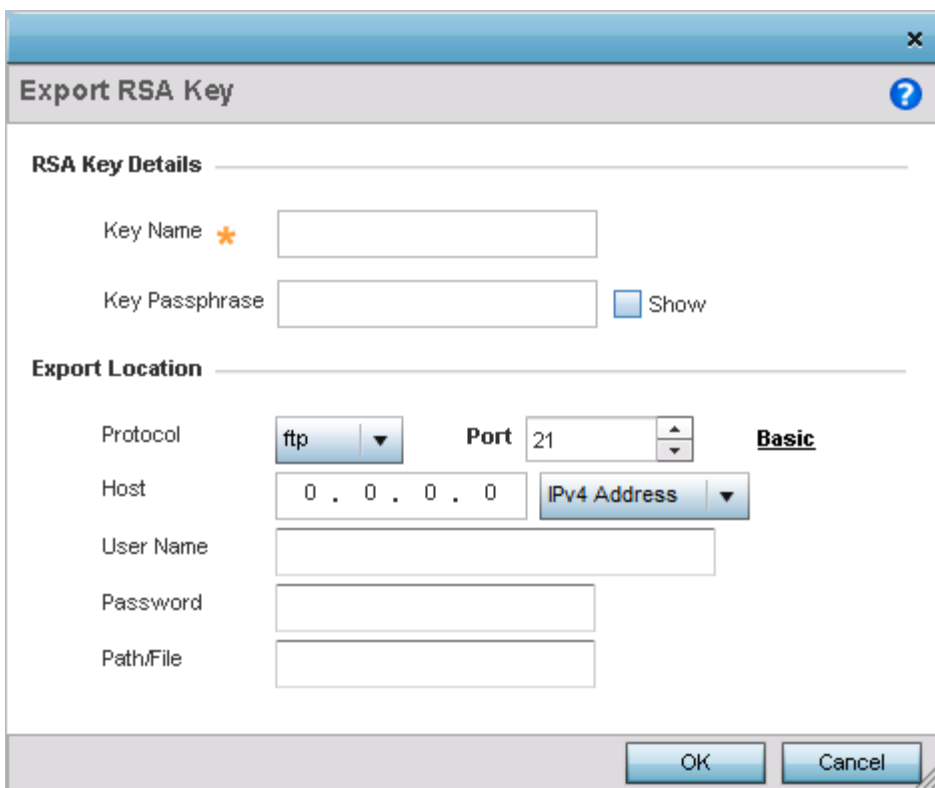 Export RSA Key
RSA Key Details
Key Name *
Key Passphrase Show
Export Location
Protocol ftp Port 21 Basic
Host 0 . 0 . 0 . 0 IPv4 Address
User Name
Password
Path/File
OK Cancel